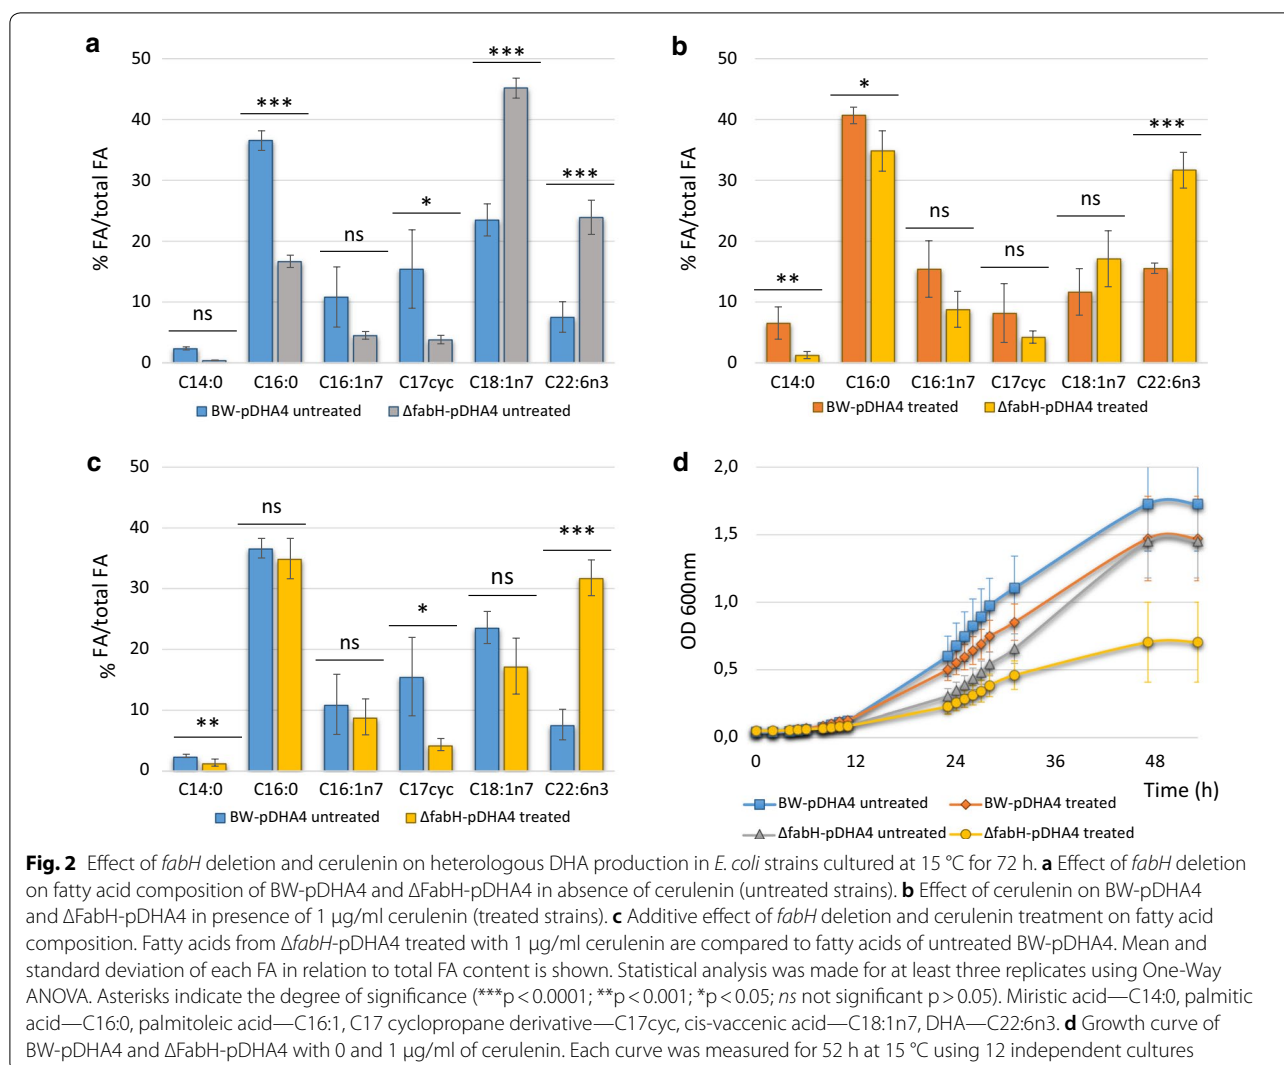 a
50
40
30
20
10
0
% FA/total FA
ns
***
ns
*
***
***
C14:0 C16:0 C16:1n7 C17cyc C18:1n7 C22:6n3
BW-pDHA4 untreated ΔfabH-pDHA4 untreated
b
50
40
30
20
10
0
% FA/total FA
**
*
ns
ns
ns
***
C14:0 C16:0 C16:1n7 C17cyc C18:1n7 C22:6n3
BW-pDHA4 treated ΔfabH-pDHA4 treated
c
50
40
30
20
10
0
% FA/total FA
**
ns
ns
*
ns
***
C14:0 C16:0 C16:1n7 C17cyc C18:1n7 C22:6n3
BW-pDHA4 untreated ΔfabH-pDHA4 treated
d
2,0
1,5
1,0
0,5
0,0
OD 600nm
0 12 24 36 48
Time (h)
BW-pDHA4 untreated BW-pDHA4 treated
ΔfabH-pDHA4 untreated ΔfabH-pDHA4 treated
Fig. 2 Effect of fabH deletion and cerulenin on heterologous DHA production in E. coli strains cultured at 15 °C for 72 h. a Effect of fabH deletion
on fatty acid composition of BW-pDHA4 and ΔFabH-pDHA4 in absence of cerulenin (untreated strains). b Effect of cerulenin on BW-pDHA4
and ΔFabH-pDHA4 in presence of 1 µg/ml cerulenin (treated strains). c Additive effect of fabH deletion and cerulenin treatment on fatty acid
composition. Fatty acids from ΔfabH-pDHA4 treated with 1 µg/ml cerulenin are compared to fatty acids of untreated BW-pDHA4. Mean and
standard deviation of each FA in relation to total FA content is shown. Statistical analysis was made for at least three replicates using One-Way
ANOVA. Asterisks indicate the degree of significance (***p < 0.0001; **p < 0.001; *p < 0.05; ns not significant p > 0.05). Miristic acid—C14:0, palmitic
acid—C16:0, palmitoleic acid—C16:1, C17 cyclopropane derivative—C17cyc, cis-vaccenic acid—C18:1n7, DHA—C22:6n3. d Growth curve of
BW-pDHA4 and ΔFabH-pDHA4 with 0 and 1 µg/ml of cerulenin. Each curve was measured for 52 h at 15 °C using 12 independent cultures